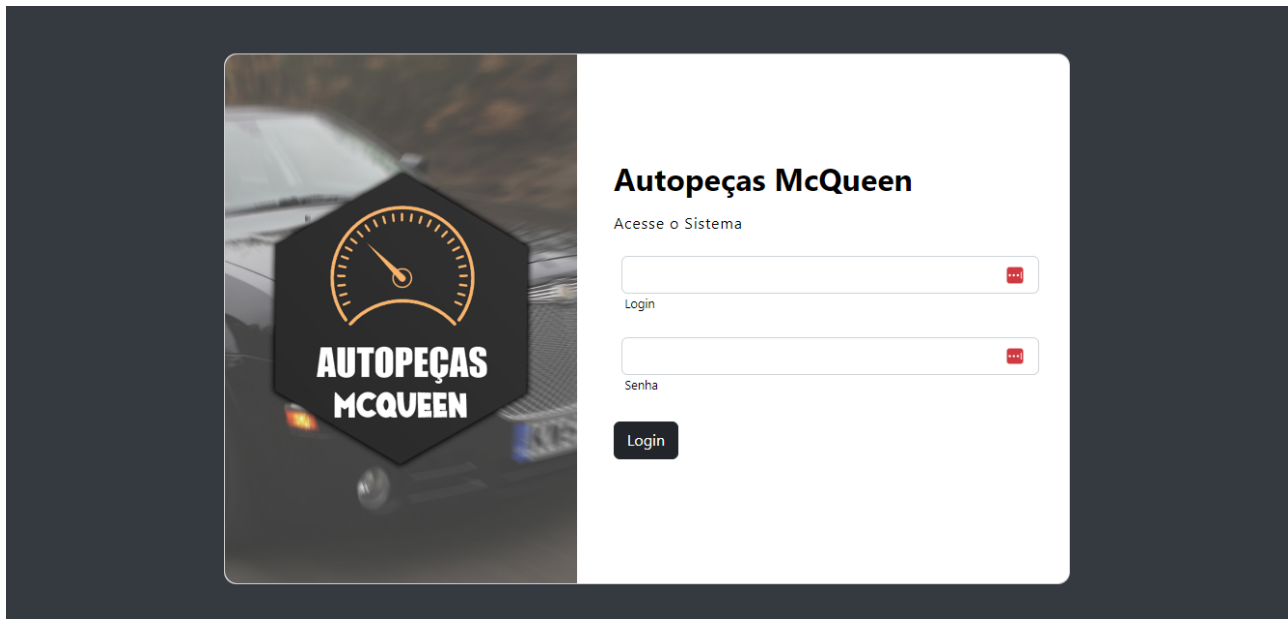 AUTOPEÇAS
MCQUEEN
Autopeças McQueen
Acesse o Sistema
Login
Senha
Login